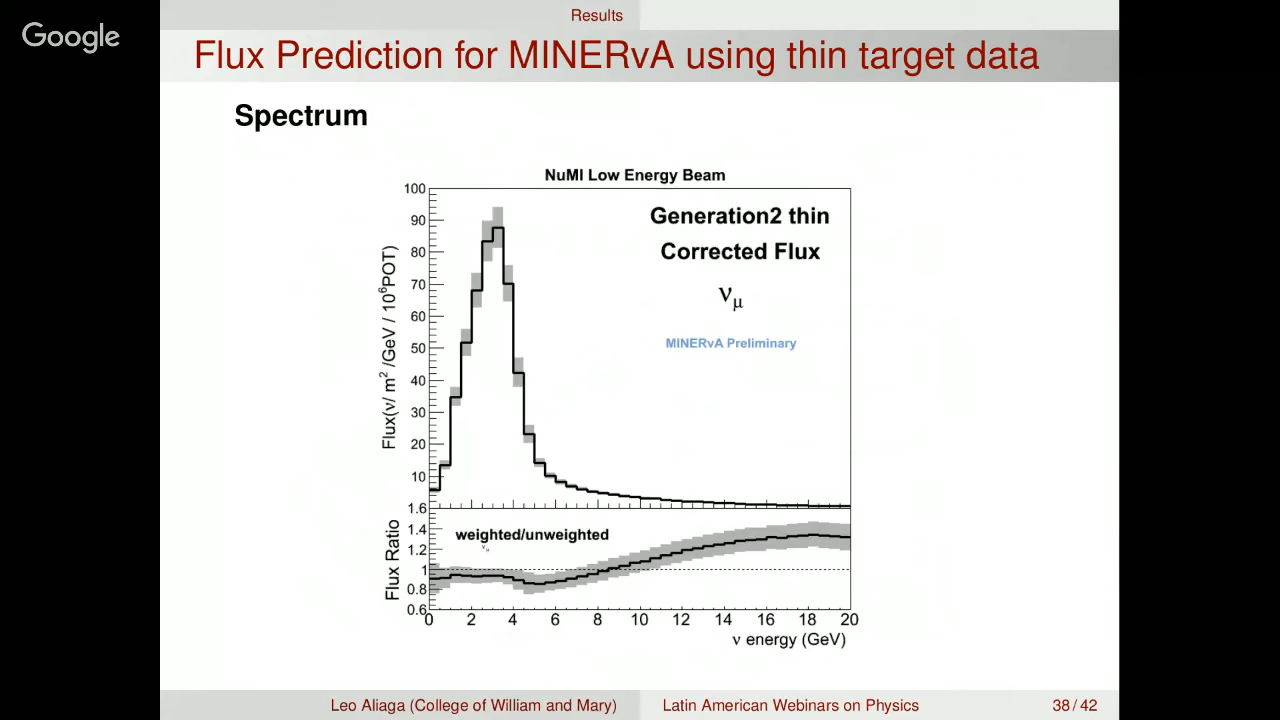 Results
Google
Flux Prediction for MINERvA using thin target data
Spectrum
NuMI Low Energy Beam
Generation2 thin
Corrected Flux
νμ
MINERvA Preliminary
Flux(ν/ m² /GeV / 10⁶POT)
100
90
80
70
60
50
40
30
20
10
weighted/unweighted
νμ
Flux Ratio
1.6
1.4
1.2
1
0.8
0.6
0 2 4 6 8 10 12 14 16 18 20
ν energy (GeV)
Leo Aliaga (College of William and Mary) Latin American Webinars on Physics 38 / 42